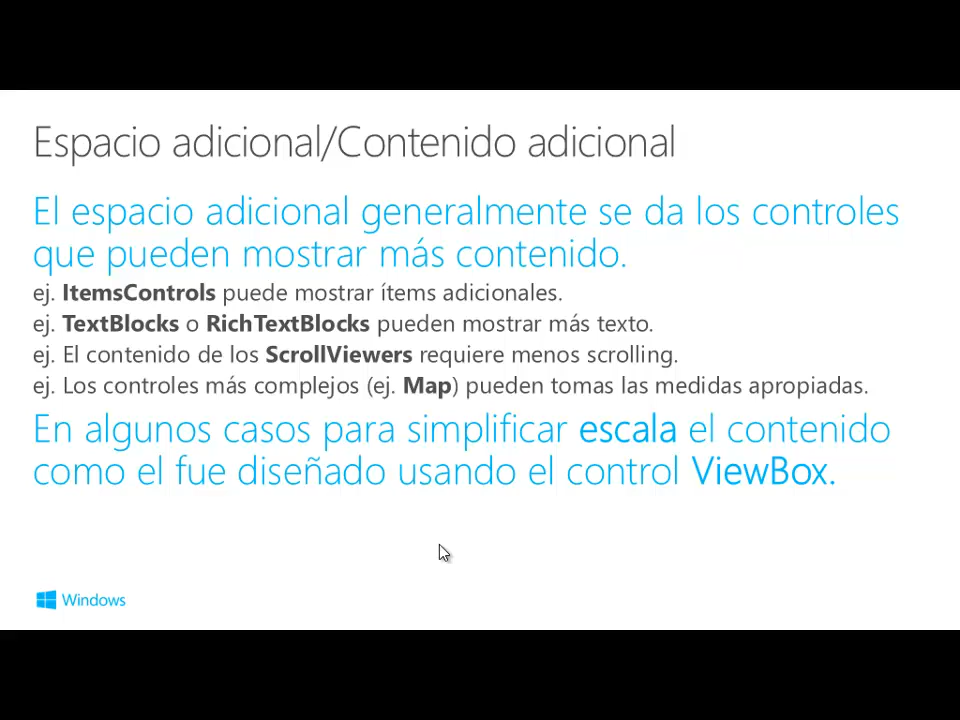 Espacio adicional/Contenido adicional
El espacio adicional generalmente se da los controles
que pueden mostrar más contenido.
ej. ItemsControls puede mostrar ítems adicionales.
ej. TextBlocks o RichTextBlocks pueden mostrar más texto.
ej. El contenido de los ScrollViewers requiere menos scrolling.
ej. Los controles más complejos (ej. Map) pueden tomas las medidas apropiadas.
En algunos casos para simplificar escala el contenido
como el fue diseñado usando el control ViewBox.
Windows